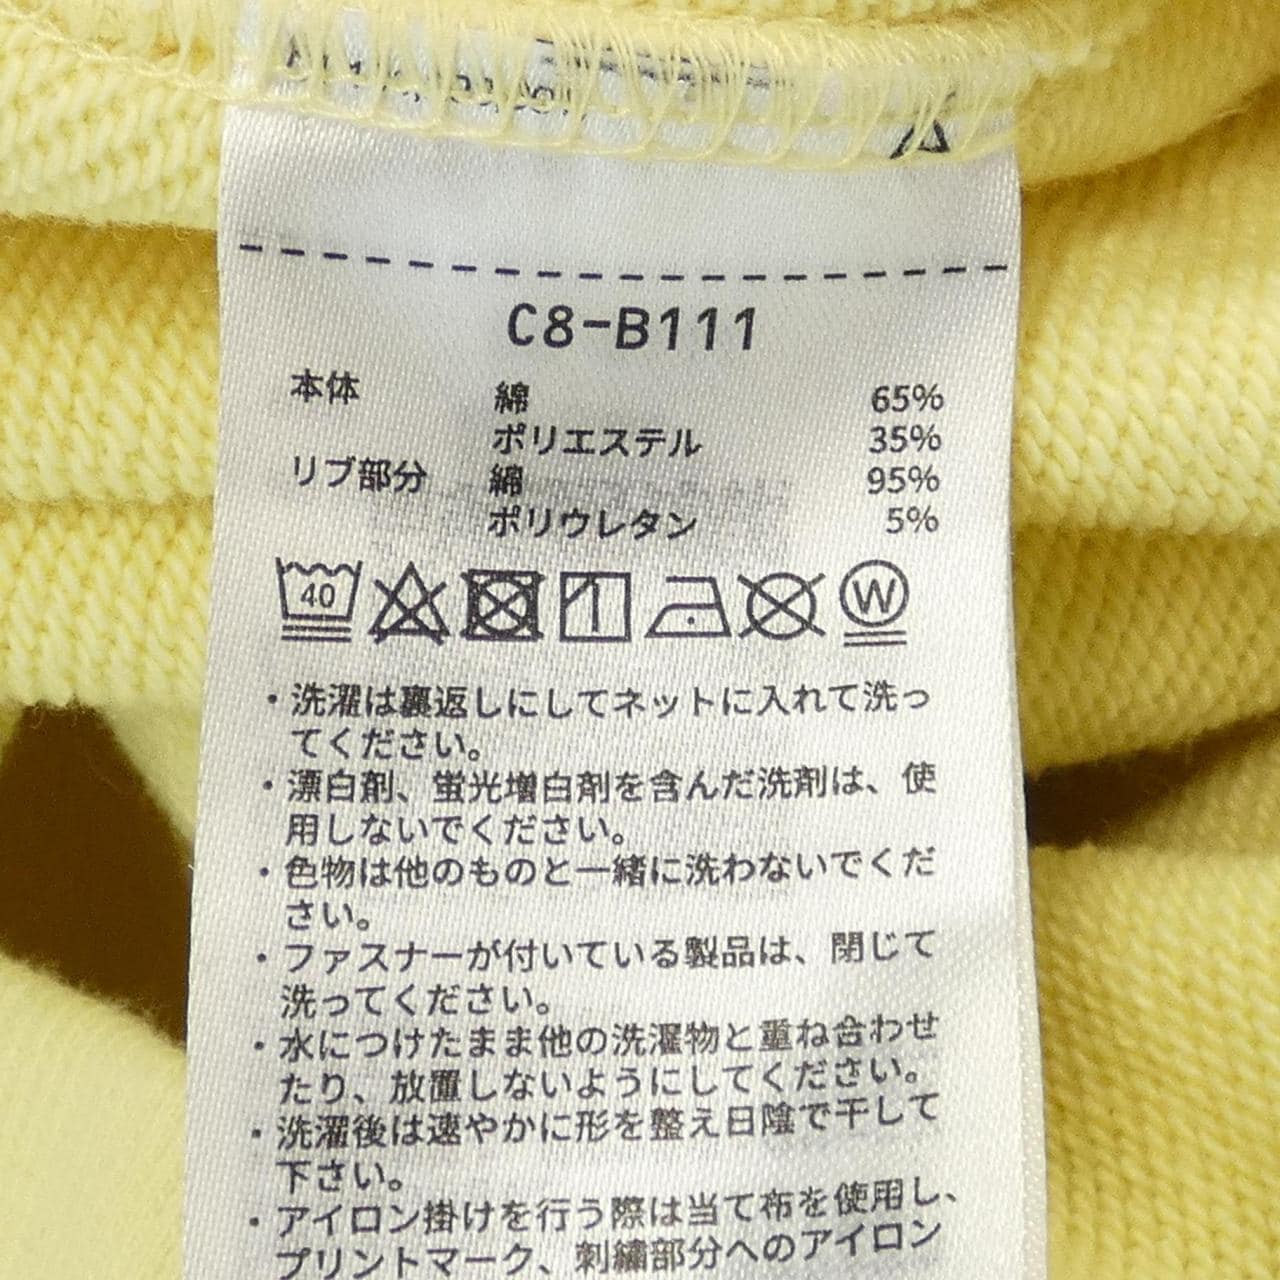 C8-B111
本体 綿 65%
ポリエステル 35%
リブ部分 綿 95%
ポリウレタン 5%
40 W
・洗濯は裏返しにしてネットに入れて洗っ
てください。
・漂白剤、蛍光増白剤を含んだ洗剤は、使
用しないでください。
・色物は他のものと一緒に洗わないでくだ
さい。
・ファスナーが付いている製品は、閉じて
洗ってください。
・水につけたまま他の洗濯物と重ね合わせ
たり、放置しないようにしてください。
・洗濯後は速やかに形を整え日陰で干して
下さい。
・アイロン掛けを行う際は当て布を使用し、
プリントマーク、刺繍部分へのアイロン